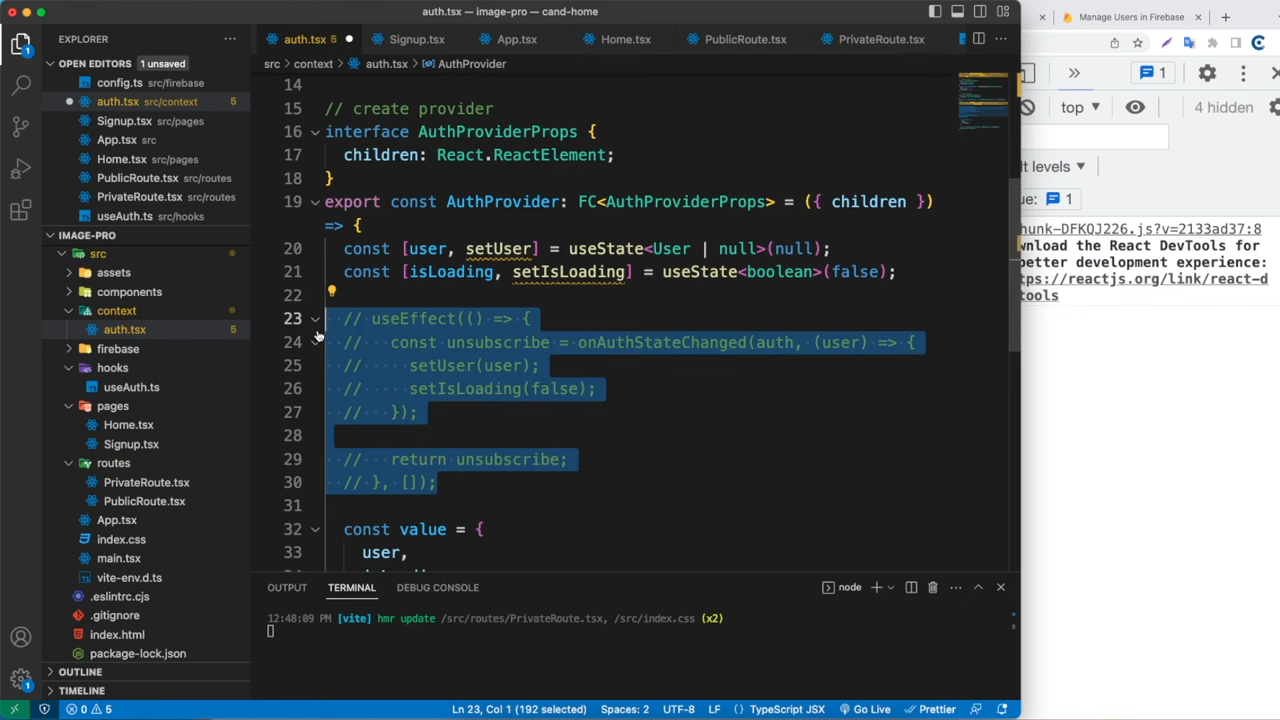 auth.tsx — image-pro — cand-home
Manage Users in Firebase
EXPLORER
auth.tsx 5
Signup.tsx
App.tsx
Home.tsx
PublicRoute.tsx
PrivateRoute.tsx
src > context > auth.tsx > AuthProvider
OPEN EDITORS 1 unsaved
config.ts src/firebase
auth.tsx src/context 5
Signup.tsx src/pages
App.tsx src
Home.tsx src/pages
PublicRoute.tsx src/routes
PrivateRoute.tsx src/routes
useAuth.ts src/hooks
IMAGE-PRO
src
assets
components
context
auth.tsx 5
firebase
hooks
useAuth.ts
pages
Home.tsx
Signup.tsx
routes
PrivateRoute.tsx
PublicRoute.tsx
App.tsx
index.css
main.tsx
vite-env.d.ts
.eslintrc.cjs
.gitignore
index.html
package-lock.json
OUTLINE
TIMELINE
14
15 // create provider
16 interface AuthProviderProps {
17 children: React.ReactElement;
18 }
19 export const AuthProvider: FC<AuthProviderProps> = ({ children })
=> {
20 const [user, setUser] = useState<User | null>(null);
21 const [isLoading, setIsLoading] = useState<boolean>(false);
22
23 // useEffect(() => {
24 // const unsubscribe = onAuthStateChanged(auth, (user) => {
25 // setUser(user);
26 // setIsLoading(false);
27 // });
28
29 // return unsubscribe;
30 // }, []);
31
32 const value = {
33 user,
OUTPUT TERMINAL DEBUG CONSOLE
node
12:48:09 PM [vite] hmr update /src/routes/PrivateRoute.tsx, /src/index.css (x2)
1
1
0 5
Ln 23, Col 1 (192 selected)
Spaces: 2
UTF-8
LF
{ } TypeScript JSX
Go Live
Prettier
1
top
4 hidden
lt levels
ue: 1
hunk-DFKQJ226.js?v=2133ad37:8
wnload the React DevTools for
better development experience:
tps://reactjs.org/link/react-d
tools